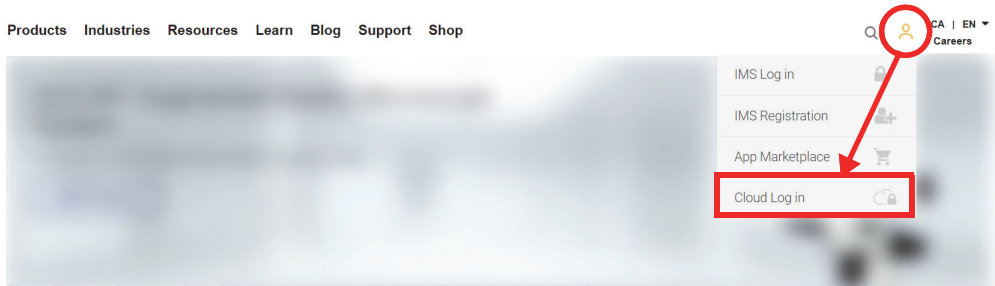 Products Industries Resources Learn Blog Support Shop
CA | EN
Careers
IMS Log in
IMS Registration
App Marketplace
Cloud Log in